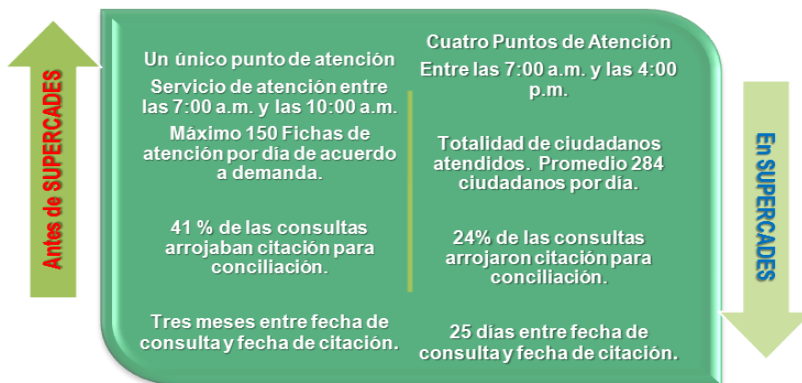 Antes de SUPERCADES
Un único punto de atención
Servicio de atención entre
las 7:00 a.m. y las 10:00 a.m.
Máximo 150 Fichas de
atención por día de acuerdo
a demanda.
41 % de las consultas
arrojaban citación para
conciliación.
Tres meses entre fecha de
consulta y fecha de citación.
Cuatro Puntos de Atención
Entre las 7:00 a.m. y las 4:00
p.m.
Totalidad de ciudadanos
atendidos. Promedio 284
ciudadanos por día.
24% de las consultas
arrojaron citación para
conciliación.
25 días entre fecha de
consulta y fecha de citación.
En SUPERCADES